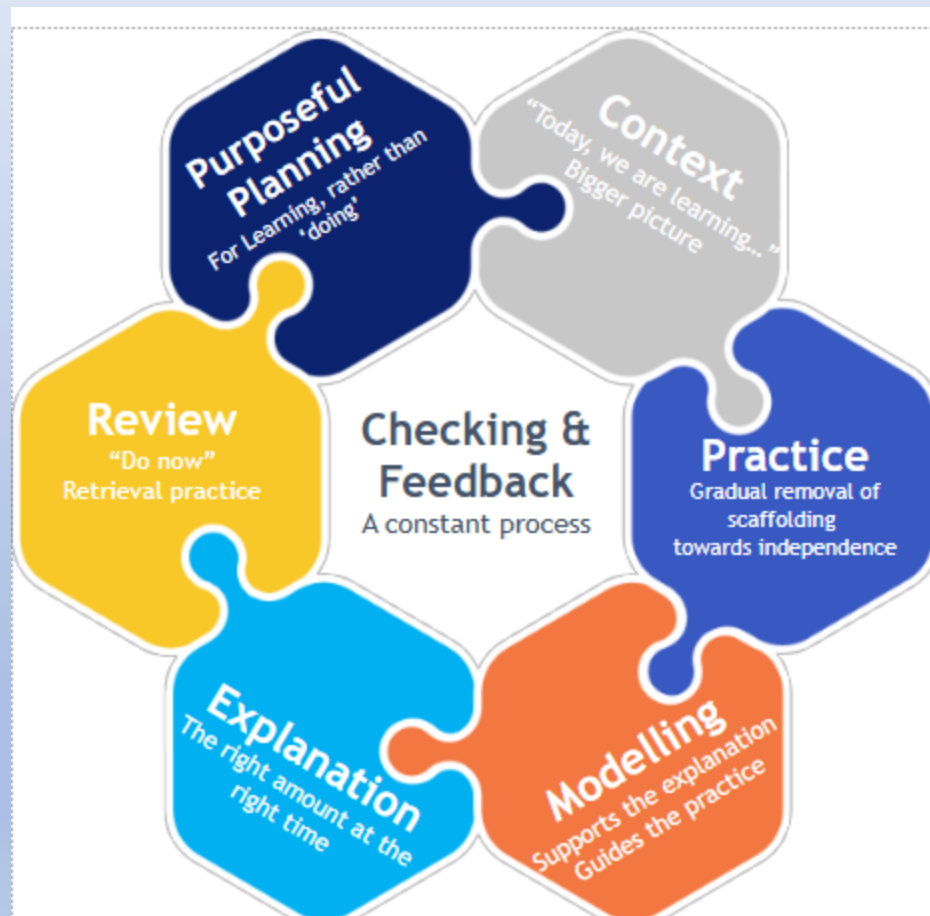 Purposeful
Planning
For Learning, rather than
‘doing’
Context
“Today, we are learning...”
Bigger picture
Review
“Do now”
Retrieval practice
Checking &
Feedback
A constant process
Practice
Gradual removal of
scaffolding
towards independence
Explanation
The right amount at the
right time
Modelling
Supports the explanation
Guides the practice